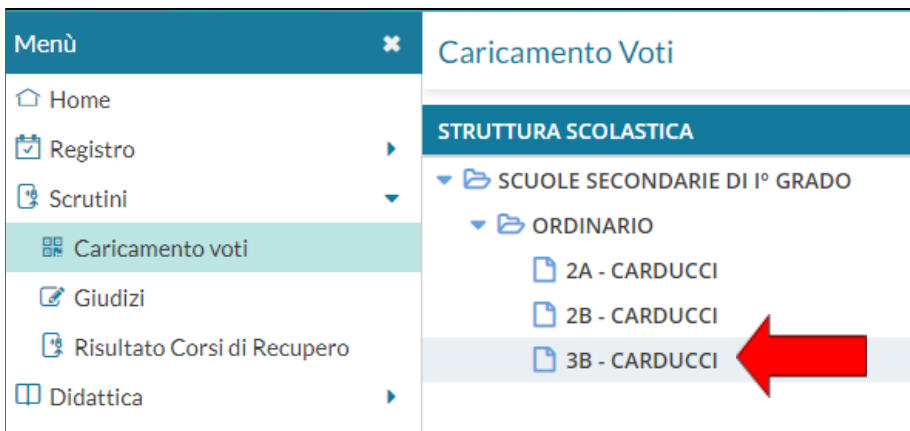 Menù
Home
Registro
Scrutini
Caricamento voti
Giudizi
Risultato Corsi di Recupero
Didattica
Caricamento Voti
STRUTTURA SCOLASTICA
SCUOLE SECONDARIE DI Iº GRADO
ORDINARIO
2A - CARDUCCI
2B - CARDUCCI
3B - CARDUCCI